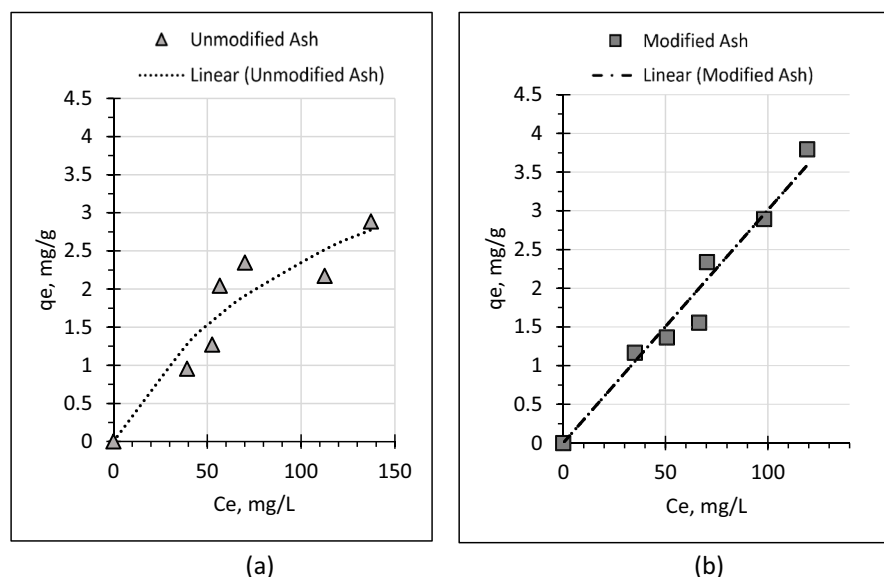 Unmodified Ash
Linear (Unmodified Ash)
4.5
4
3.5
3
2.5
2
1.5
1
0.5
0
0 50 100 150
qe, mg/g
Ce, mg/L
(a)
Modified Ash
Linear (Modified Ash)
4.5
4
3.5
3
2.5
2
1.5
1
0.5
0
0 50 100
qe, mg/g
Ce, mg/L
(b)